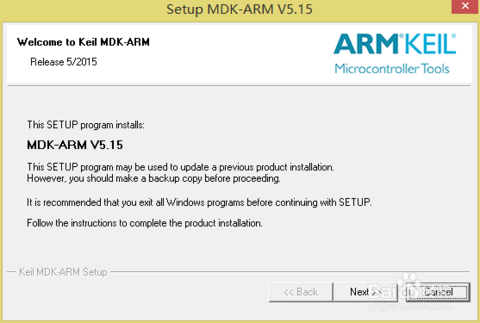 Setup MDK-ARM V5.15
Welcome to Keil MDK-ARM
Release 5/2015
ARM KEIL
Microcontroller Tools
This SETUP program installs:
MDK-ARM V5.15
This SETUP program may be used to update a previous product installation.
However, you should make a backup copy before proceeding.
It is recommended that you exit all Windows programs before continuing with SETUP.
Follow the instructions to complete the product installation.
Keil MDK-ARM Setup
<< Back
Next >>
Cancel